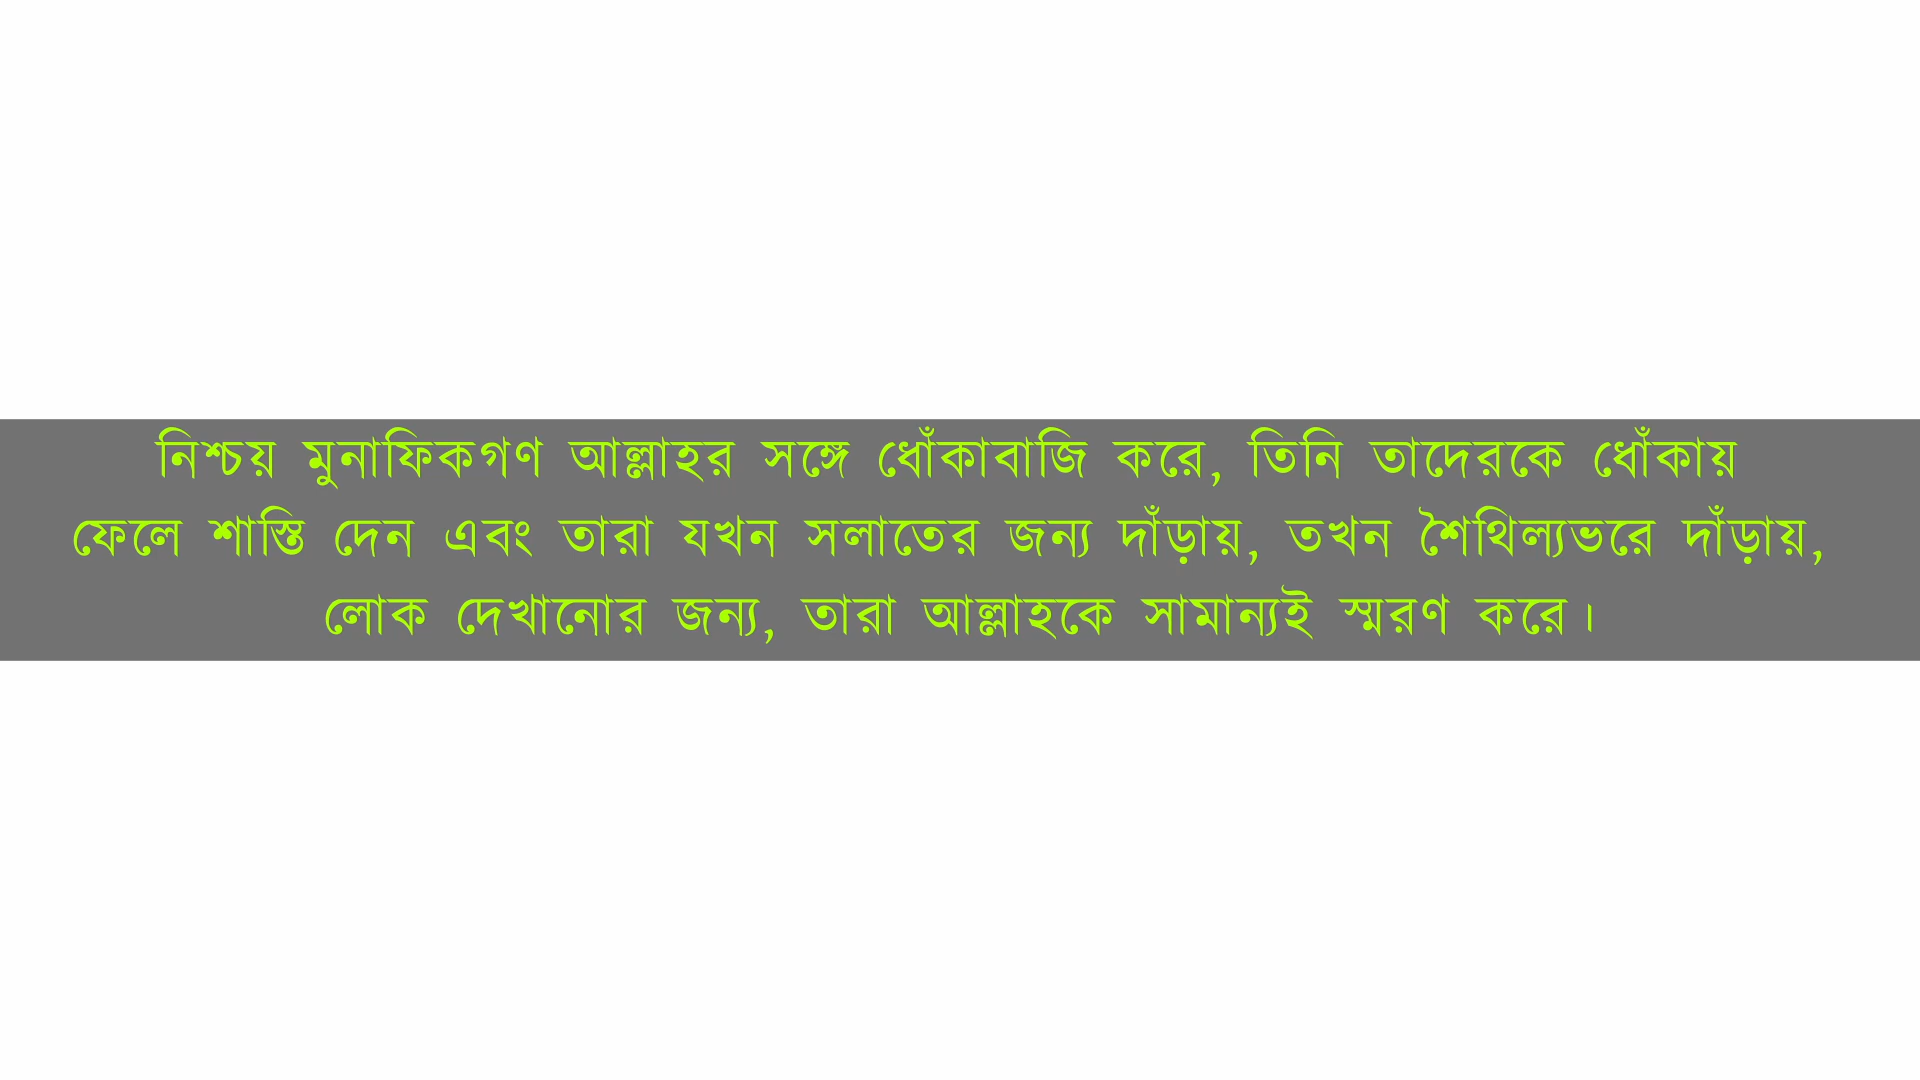 নিশ্চয় মুনাফিকগণ আল্লাহর সঙ্গে ধোঁকাবাজি করে, তিনি তাদেরকে ধোঁকায়
ফেলে শাস্তি দেন এবং তারা যখন সলাতের জন্য দাঁড়ায়, তখন শৈথিল্যভরে দাঁড়ায়,
লোক দেখানোর জন্য, তারা আল্লাহকে সামান্যই স্মরণ করে।